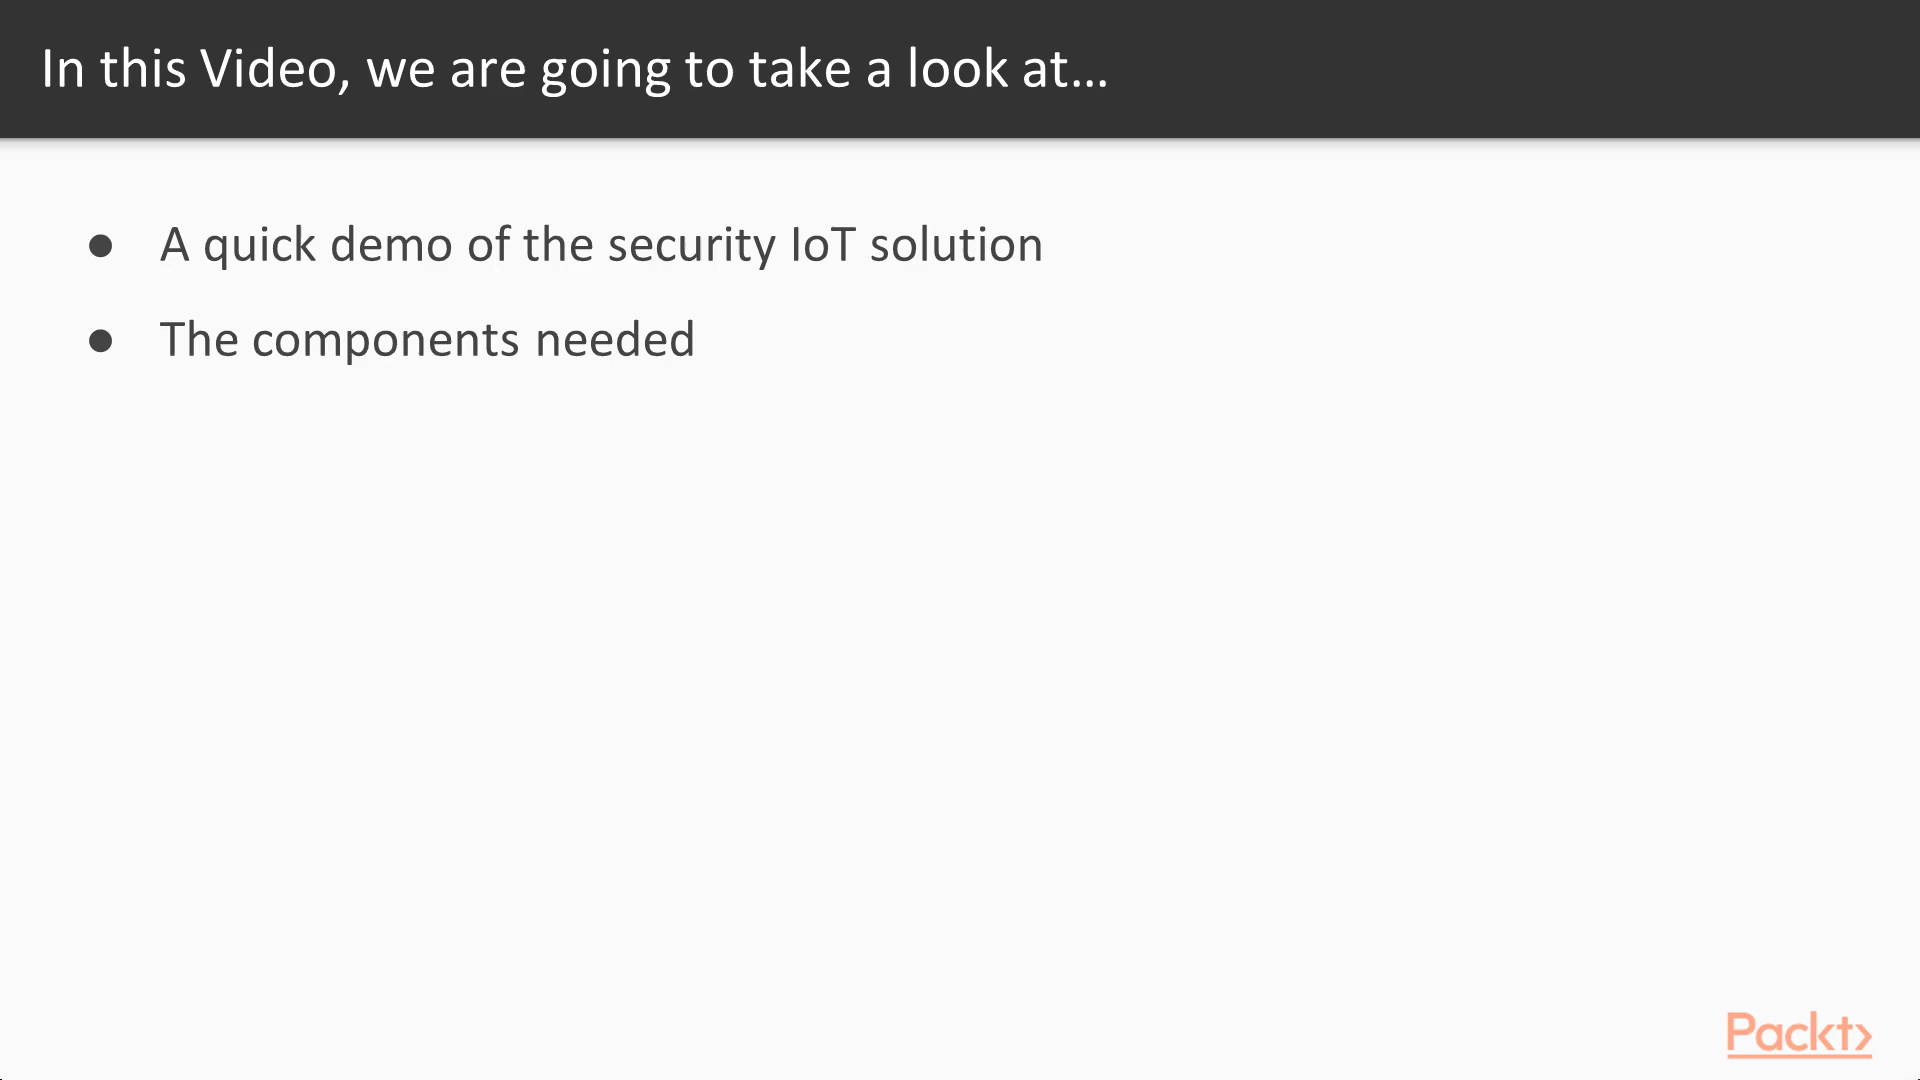 In this Video, we are going to take a look at...
● A quick demo of the security IoT solution
● The components needed
Packt>